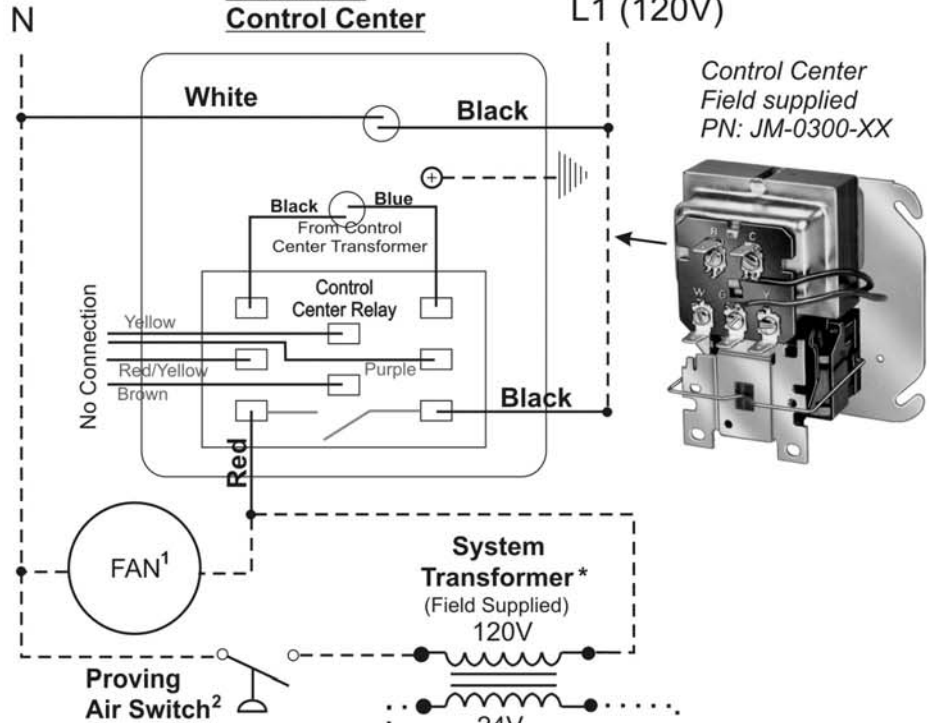 N
Control Center
L1 (120V)
Control Center
Field supplied
PN: JM-0300-XX
White
Black
Black
Blue
From Control
Center Transformer
R C
W G Y
Control
Center Relay
No Connection
Yellow
Red/Yellow
Purple
Brown
Black
Red
FAN¹
System
Transformer *
(Field Supplied)
120V
Proving
Air Switch²
24V